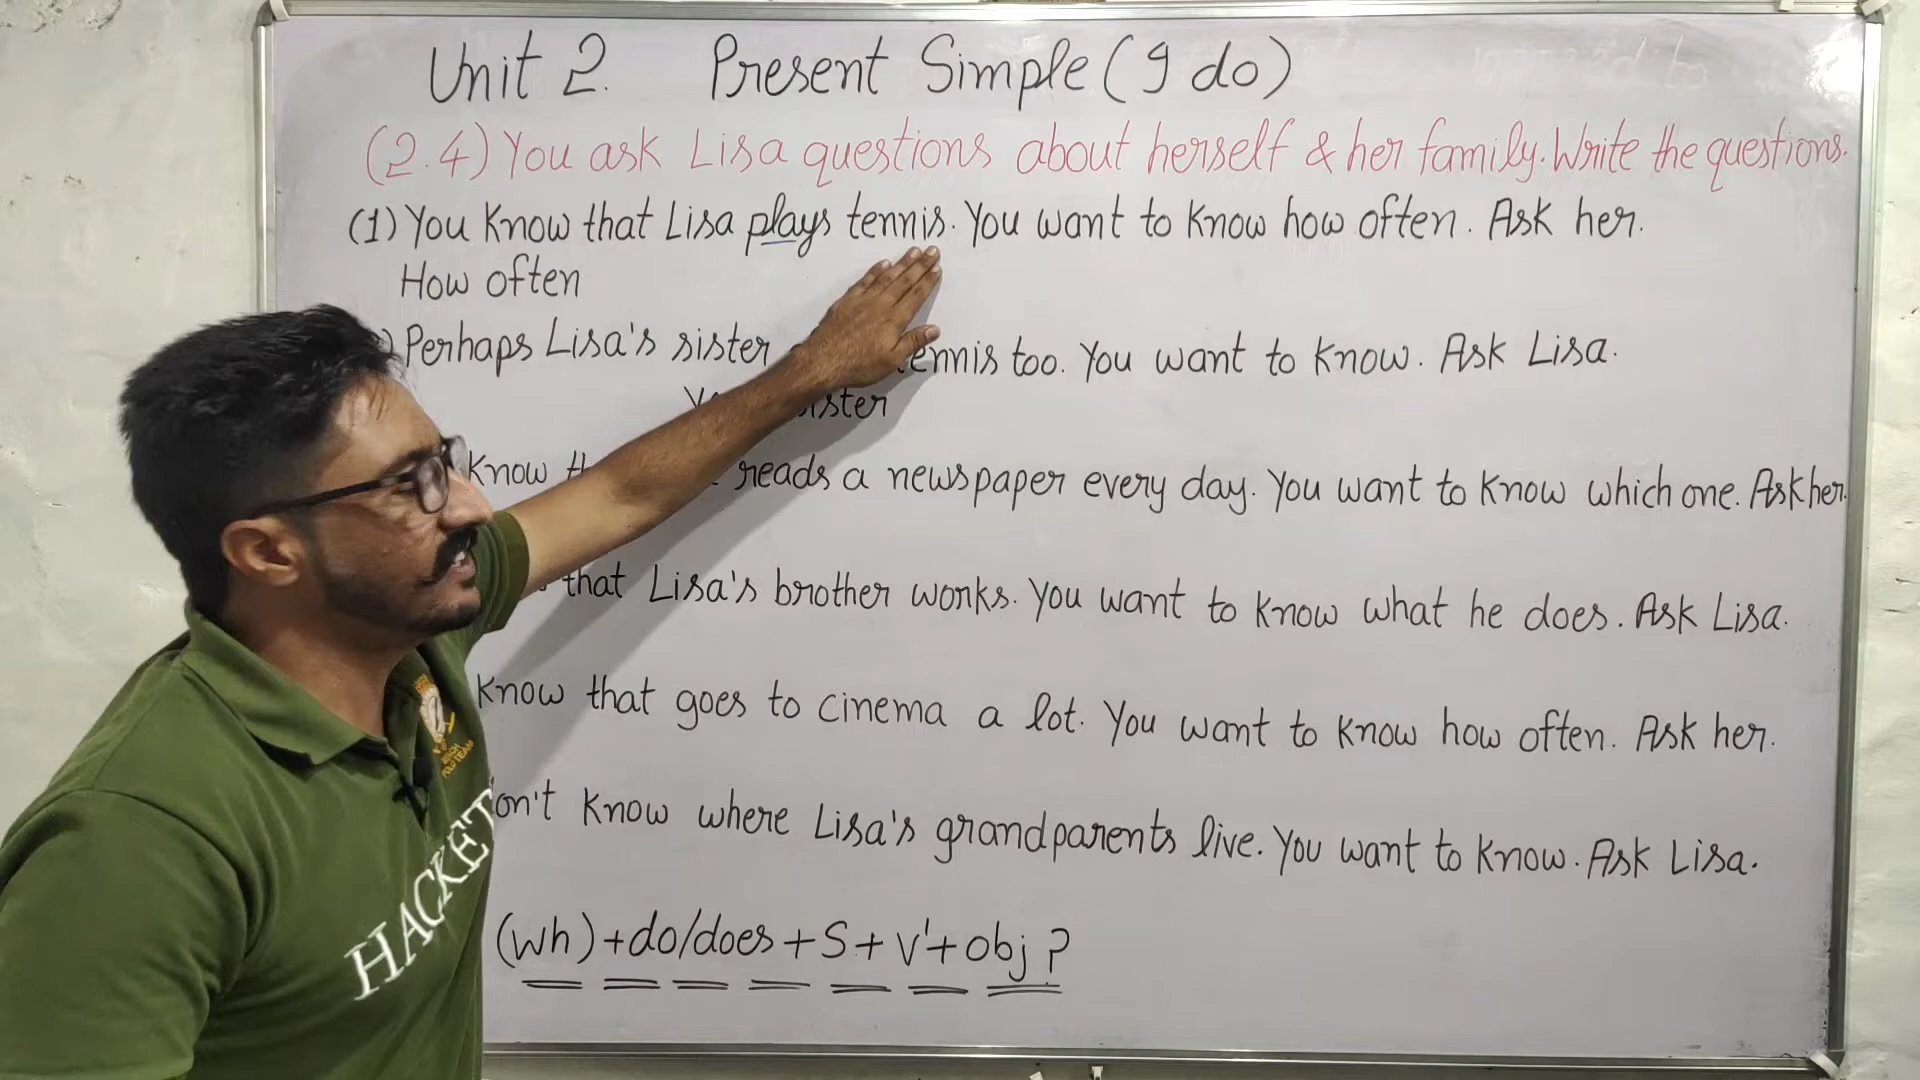 Unit 2. Present Simple (I do)
(2.4) You ask Lisa questions about herself & her family. Write the questions.
(1) You know that Lisa plays tennis. You want to know how often. Ask her.
How often
Perhaps Lisa's sister tennis too. You want to know. Ask Lisa.
sister
know reads a newspaper every day. You want to know which one. Ask her.
that Lisa's brother works. You want to know what he does. Ask Lisa.
know that goes to cinema a lot. You want to know how often. Ask her.
don't know where Lisa's grandparents live. You want to know. Ask Lisa.
(wh) + do/does + S + V' + obj ?
HACKET